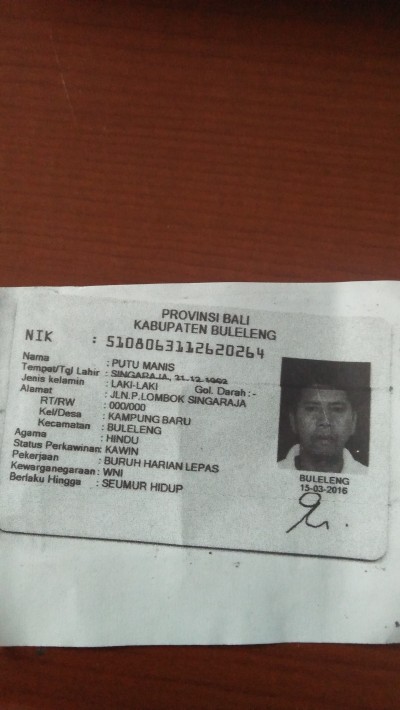 PROVINSI BALI
KABUPATEN BULELENG
NIK : 5108063112620264
Nama : PUTU MANIS
Tempat/Tgl Lahir : SINGARAJA, 31-12-1962
Jenis kelamin : LAKI-LAKI Gol. Darah :-
Alamat : JLN.P.LOMBOK SINGARAJA
RT/RW : 000/000
Kel/Desa : KAMPUNG BARU
Kecamatan : BULELENG
Agama : HINDU
Status Perkawinan: KAWIN
Pekerjaan : BURUH HARIAN LEPAS
Kewarganegaraan: WNI
Berlaku Hingga : SEUMUR HIDUP
BULELENG
15-03-2016